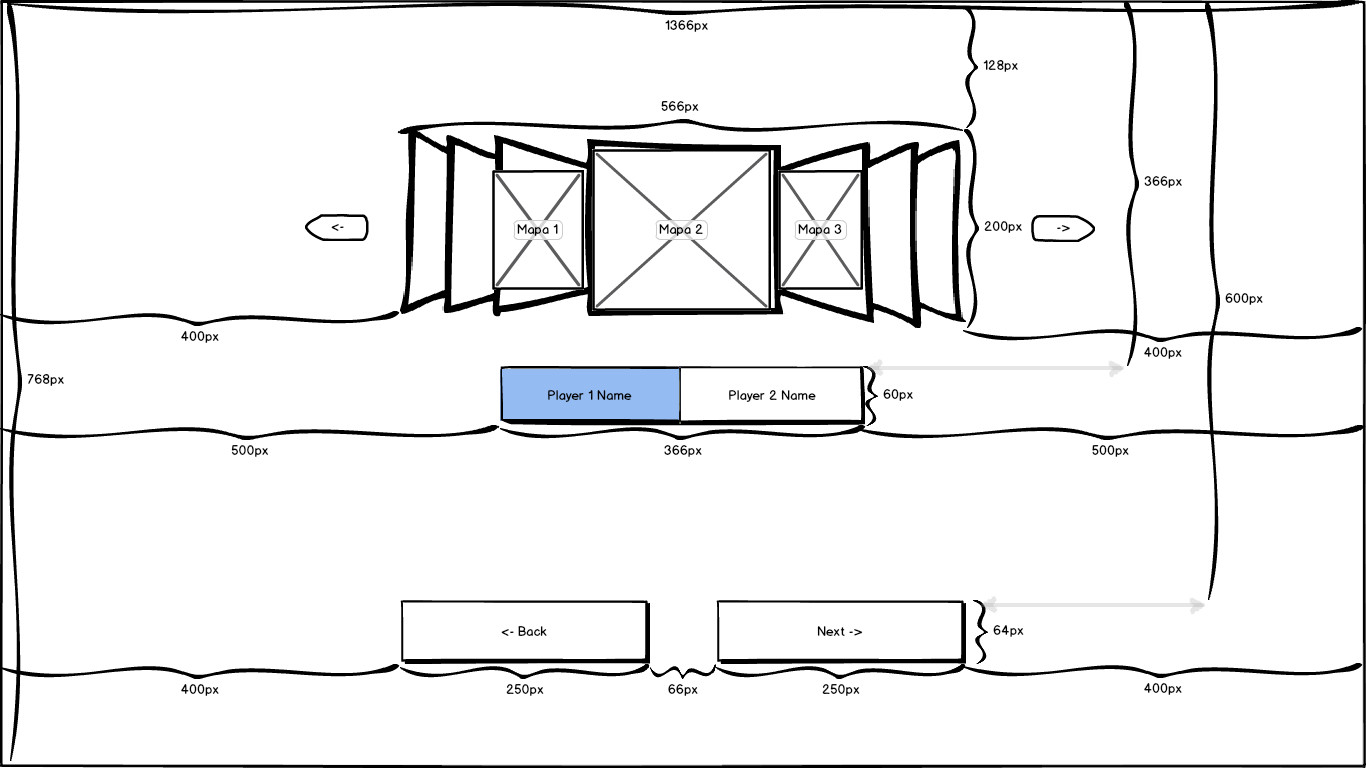 1366px
128px
566px
366px
<-
Mapa 1
Mapa 2
Mapa 3
200px
->
600px
400px
400px
768px
Player 1 Name
Player 2 Name
60px
500px
366px
500px
<- Back
Next ->
64px
400px
250px
66px
250px
400px